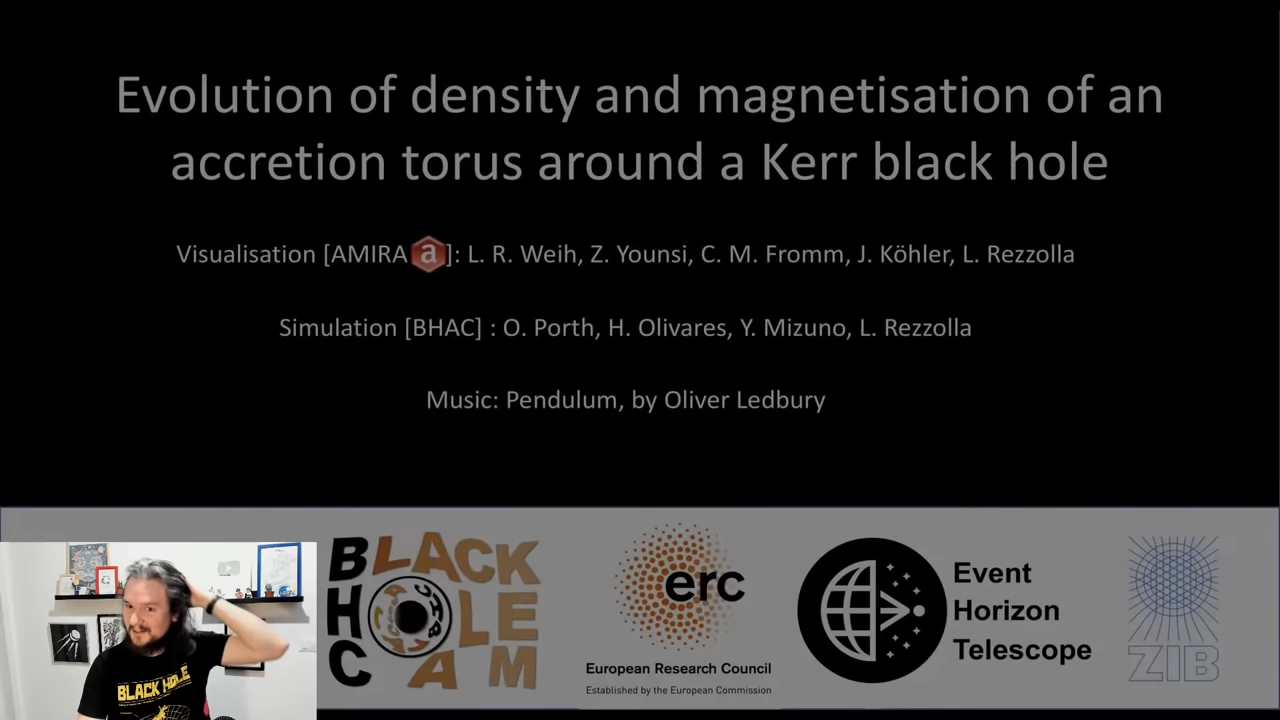 Evolution of density and magnetisation of an
accretion torus around a Kerr black hole
Visualisation [AMIRA a]: L. R. Weih, Z. Younsi, C. M. Fromm, J. Köhler, L. Rezzolla
Simulation [BHAC] : O. Porth, H. Olivares, Y. Mizuno, L. Rezzolla
Music: Pendulum, by Oliver Ledbury
BLACK
HOLE
CAM
erc
European Research Council
Established by the European Commission
Event
Horizon
Telescope
ZIB
BLACK HOLE